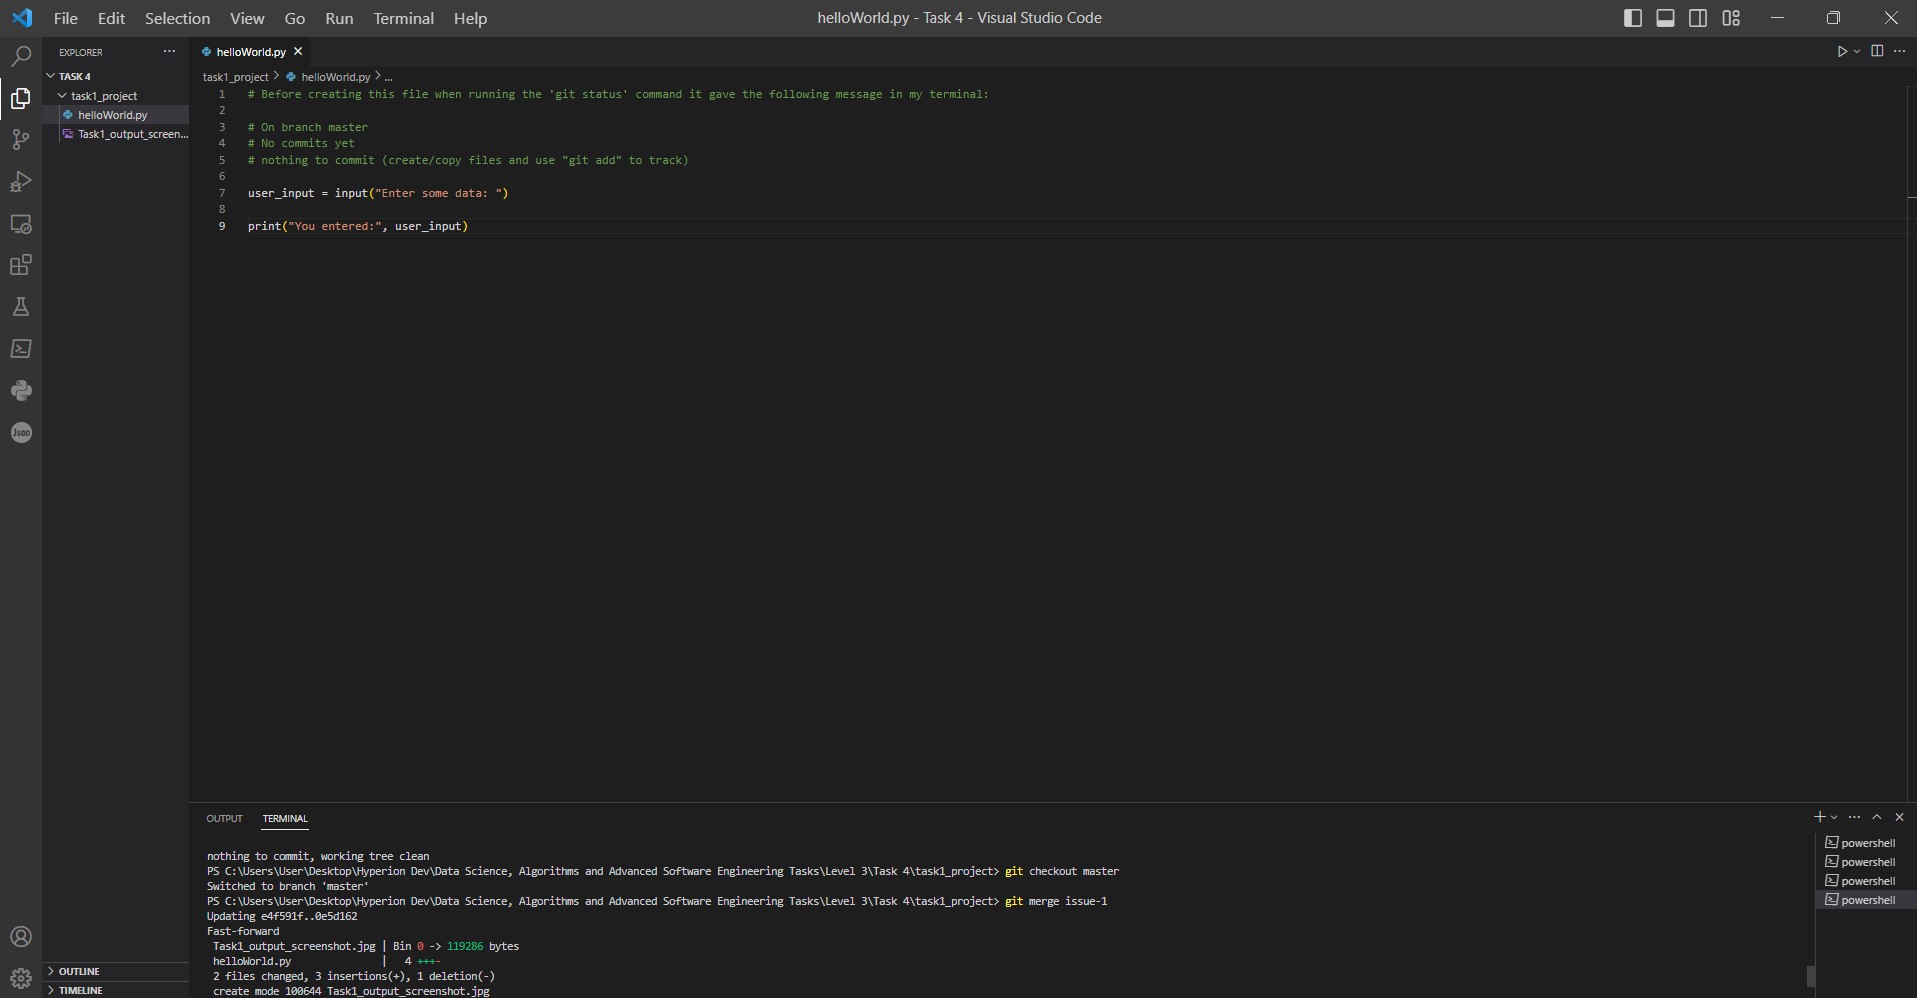 File Edit Selection View Go Run Terminal Help
helloWorld.py - Task 4 - Visual Studio Code
EXPLORER
TASK 4
task1_project
helloWorld.py
Task1_output_screen...
Json
OUTLINE
TIMELINE
helloWorld.py
task1_project > helloWorld.py > ...
1 # Before creating this file when running the 'git status' command it gave the following message in my terminal:
2
3 # On branch master
4 # No commits yet
5 # nothing to commit (create/copy files and use "git add" to track)
6
7 user_input = input("Enter some data: ")
8
9 print("You entered:", user_input)
OUTPUT TERMINAL
nothing to commit, working tree clean
PS C:\Users\User\Desktop\Hyperion Dev\Data Science, Algorithms and Advanced Software Engineering Tasks\Level 3\Task 4\task1_project> git checkout master
Switched to branch 'master'
PS C:\Users\User\Desktop\Hyperion Dev\Data Science, Algorithms and Advanced Software Engineering Tasks\Level 3\Task 4\task1_project> git merge issue-1
Updating e4f591f..0e5d162
Fast-forward
Task1_output_screenshot.jpg | Bin 0 -> 119286 bytes
helloWorld.py | 4 +++-
2 files changed, 3 insertions(+), 1 deletion(-)
create mode 100644 Task1_output_screenshot.jpg
powershell
powershell
powershell
powershell